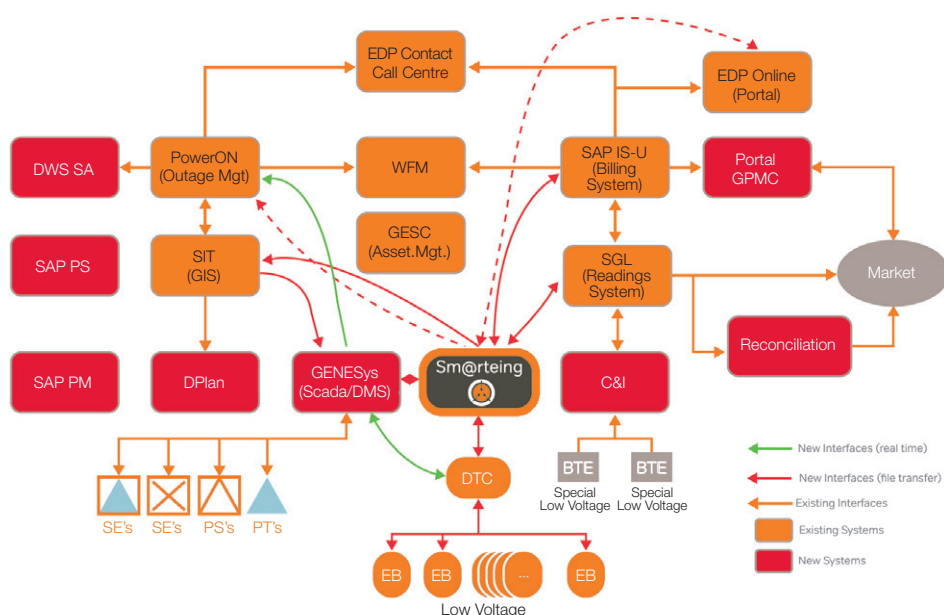 EDP Contact
Call Centre
EDP Online
(Portal)
DWS SA
PowerON
(Outage Mgt)
WFM
SAP IS-U
(Billing
System)
Portal
GPMC
SAP PS
SIT
(GIS)
GESC
(Asset.Mgt.)
SGL
(Readings
System)
Market
Reconciliation
SAP PM
DPlan
GENESys
(Scada/DMS)
Sm@rteing
C&I
DTC
BTE
Special
Low Voltage
BTE
Special
Low Voltage
SE's
SE's
PS's
PT's
EB
EB
...
EB
Low Voltage
New Interfaces (real time)
New Interfaces (file transfer)
Existing Interfaces
Existing Systems
New Systems